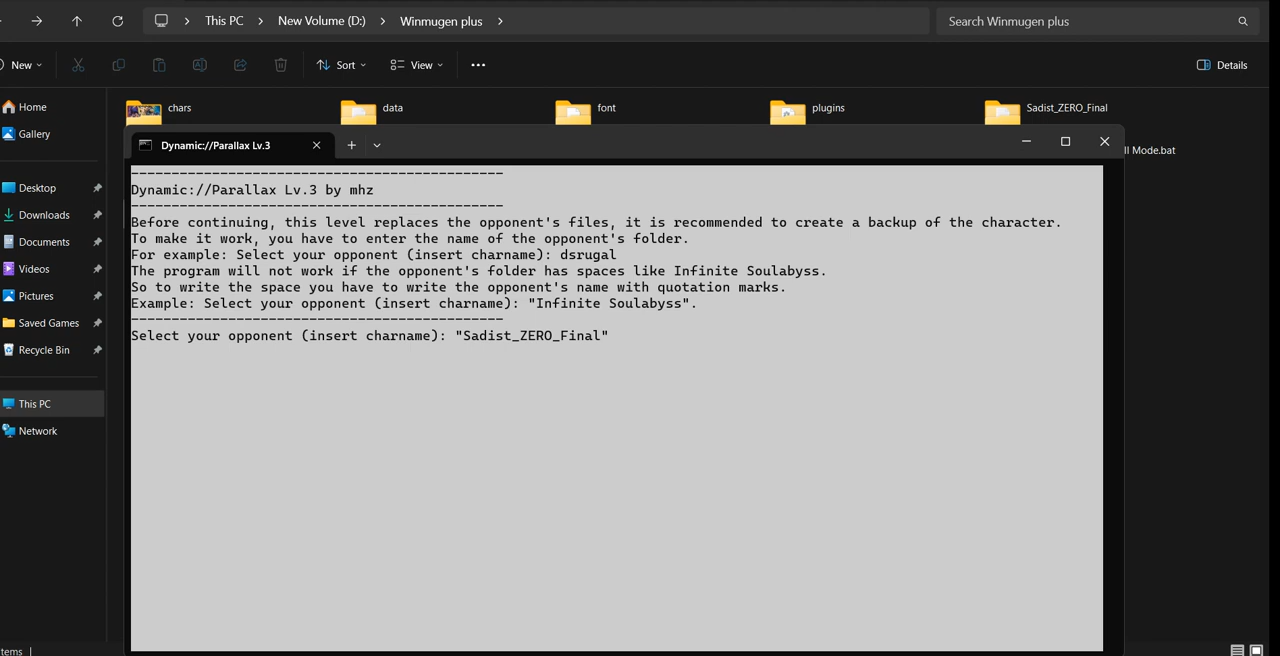 This PC > New Volume (D:) > Winmugen plus >
Search Winmugen plus
New
Sort
View
Details
Home
Gallery
Desktop
Downloads
Documents
Videos
Pictures
Saved Games
Recycle Bin
This PC
Network
chars
data
font
plugins
Sadist_ZERO_Final
ll Mode.bat
Dynamic://Parallax Lv.3
----------------------------------------------
Dynamic://Parallax Lv.3 by mhz
----------------------------------------------
Before continuing, this level replaces the opponent's files, it is recommended to create a backup of the character.
To make it work, you have to enter the name of the opponent's folder.
For example: Select your opponent (insert charname): dsrugal
The program will not work if the opponent's folder has spaces like Infinite Soulabyss.
So to write the space you have to write the opponent's name with quotation marks.
Example: Select your opponent (insert charname): "Infinite Soulabyss".
----------------------------------------------
Select your opponent (insert charname): "Sadist_ZERO_Final"
tems